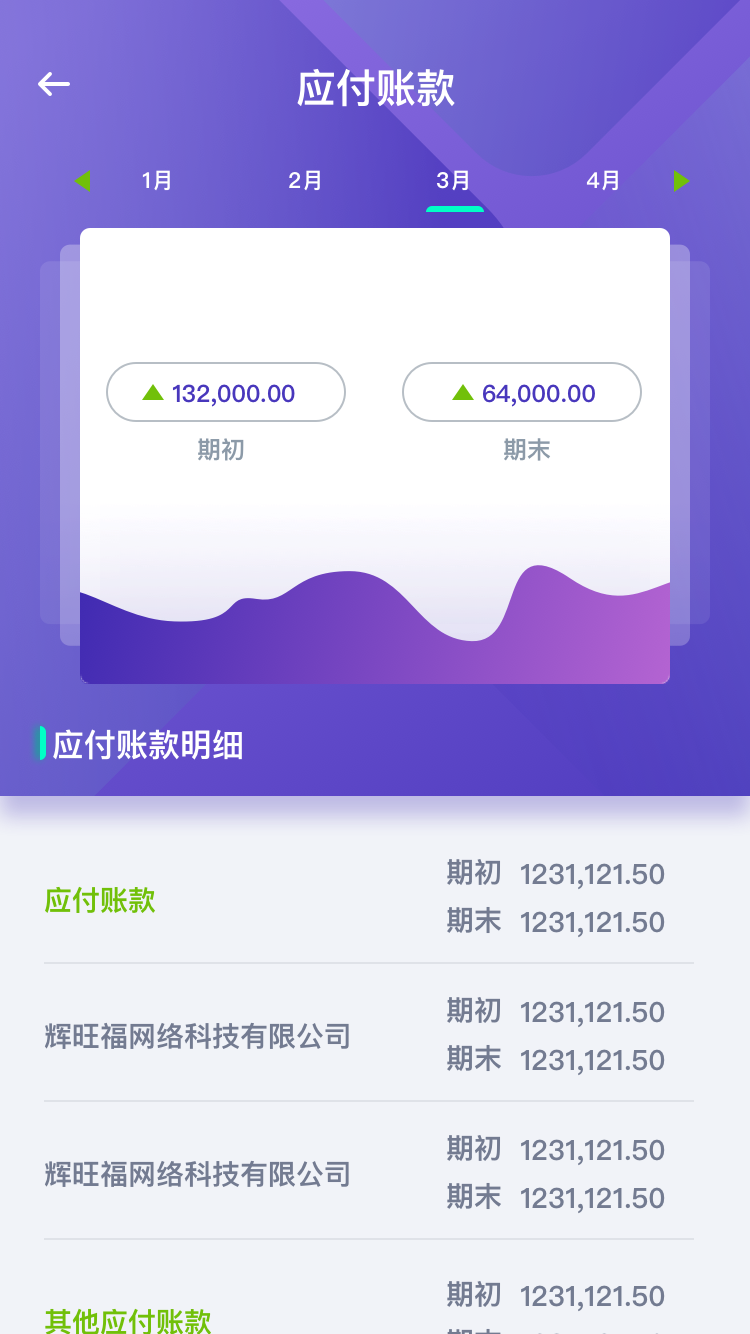 应付账款
1月 2月 3月 4月
132,000.00 64,000.00
期初 期末
应付账款明细
期初 1231,121.50
应付账款
期末 1231,121.50
期初 1231,121.50
辉旺福网络科技有限公司
期末 1231,121.50
期初 1231,121.50
辉旺福网络科技有限公司
期末 1231,121.50
期初 1231,121.50
其他应付账款